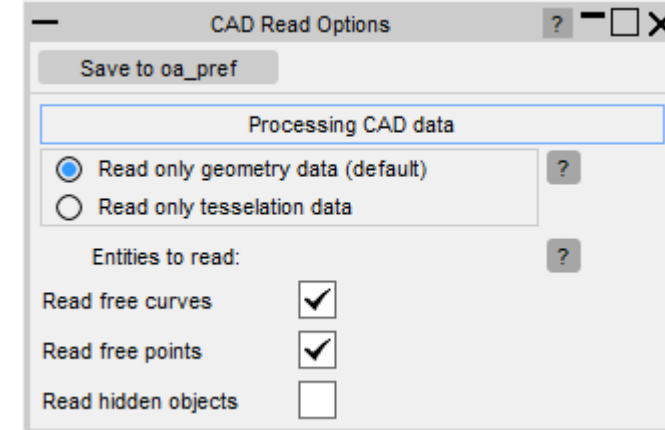 CAD Read Options ?
Save to oa_pref
Processing CAD data
Read only geometry data (default) ?
Read only tesselation data
Entities to read: ?
Read free curves
Read free points
Read hidden objects